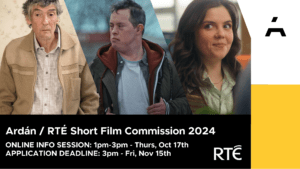 Ardán / RTÉ Short Film Commission 2024
ONLINE INFO SESSION: 1pm-3pm - Thurs, Oct 17th
APPLICATION DEADLINE: 3pm - Fri, Nov 15th
RTÉ